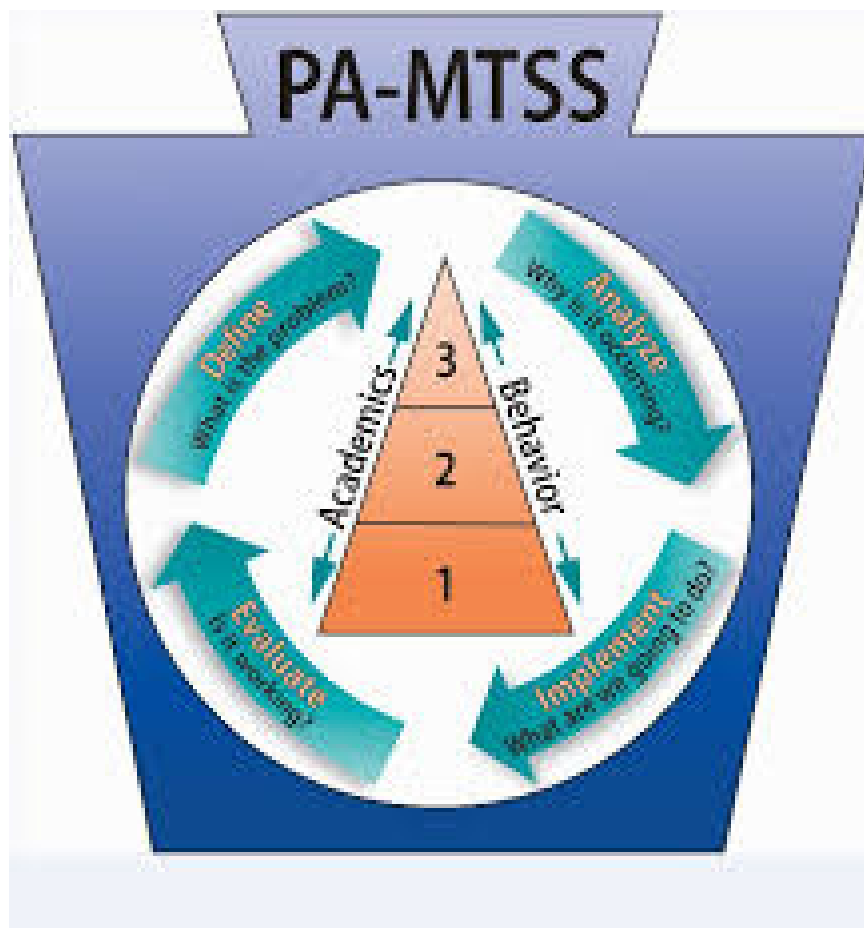 PA-MTSS
Define
What is the problem?
Analyze
Why is it occurring?
Implement
What are we going to do?
Evaluate
Is it working?
Academics
Behavior
3
2
1